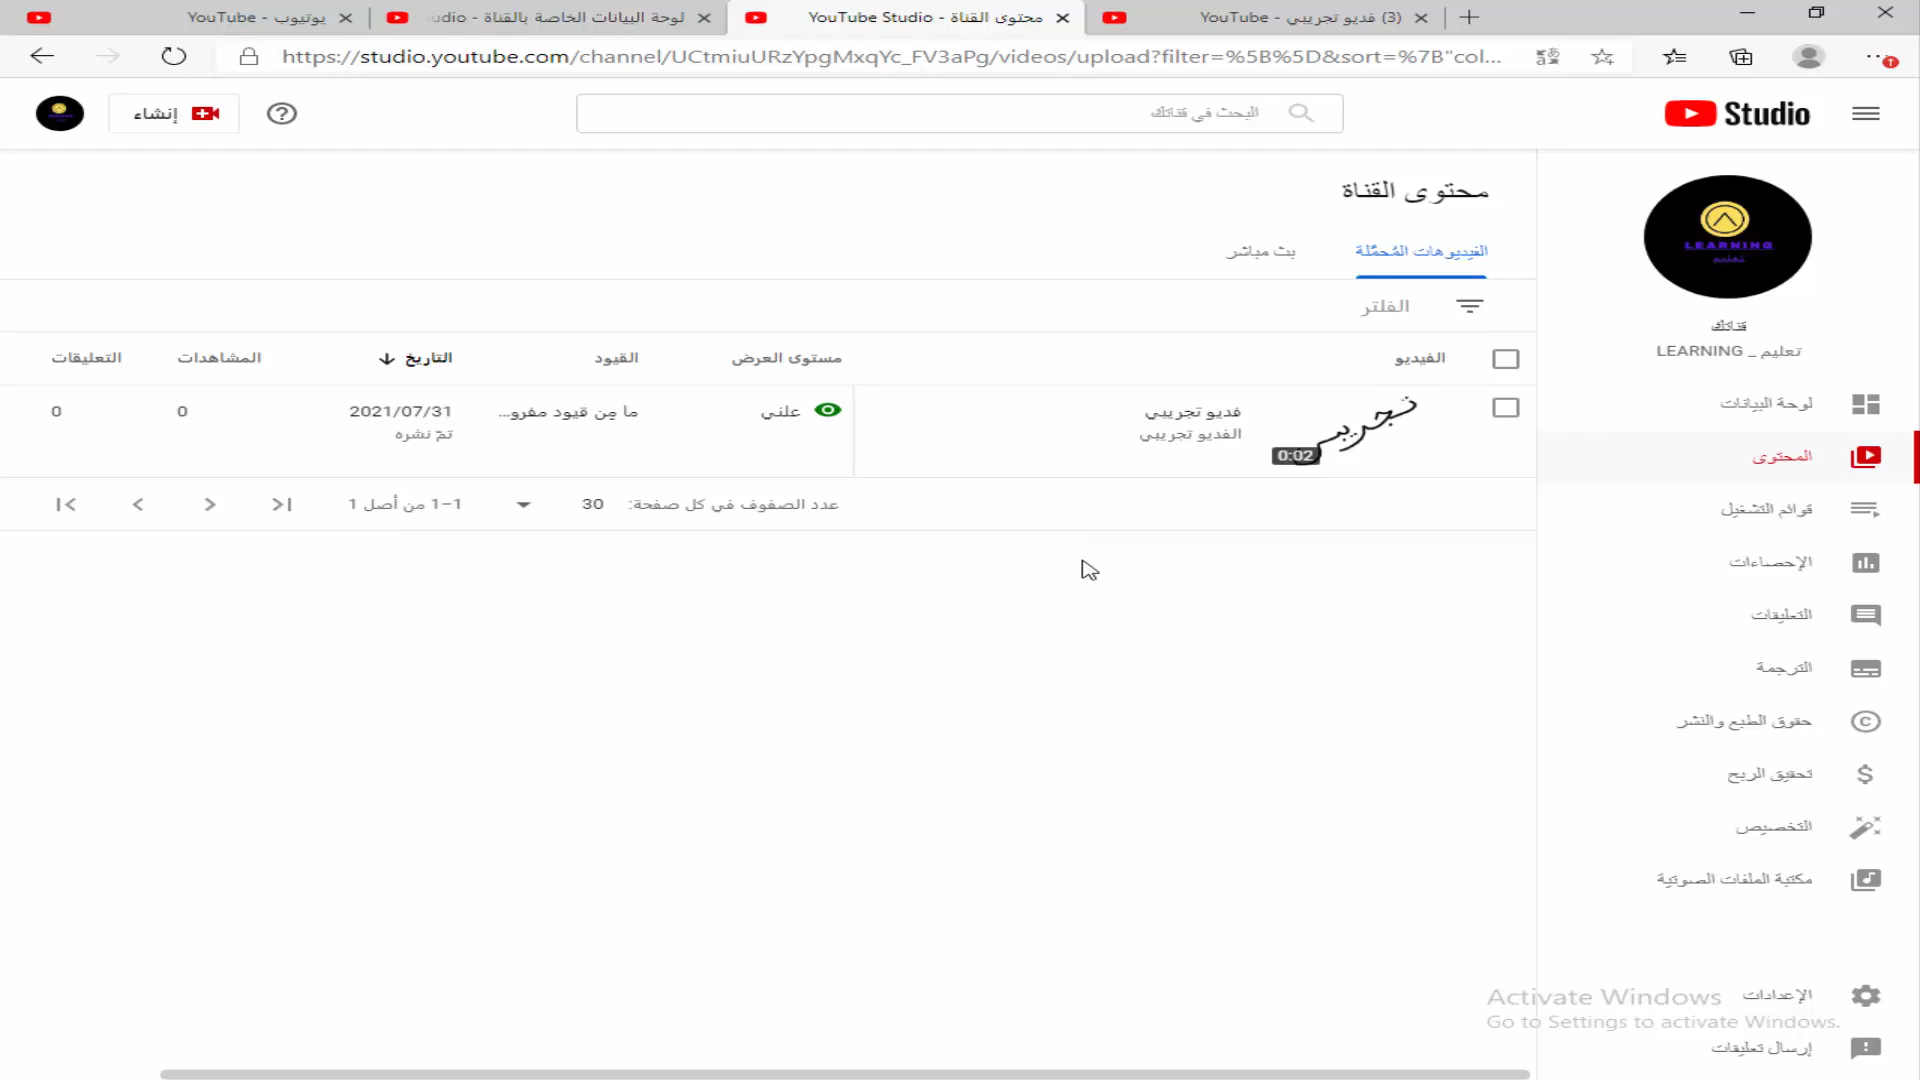 يوتيوب - YouTube
لوحة البيانات الخاصة بالقناة - udio
محتوى القناة - YouTube Studio
(3) فديو تجريبي - YouTube
https://studio.youtube.com/channel/UCtmiuURzYpgMxqYc_FV3aPg/videos/upload?filter=%5B%5D&sort=%7B"col...
Studio
البحث في قناتك
إنشاء
محتوى القناة
الفيديوهات المُحمَّلة
بث مباشر
الفلتر
الفيديو
مستوى العرض
القيود
التاريخ
المشاهدات
التعليقات
تجريبي
0:02
فديو تجريبي
الفديو تجريبي
علني
ما مِن قيود مفرو...
2021/07/31
تمّ نشره
0
0
عدد الصفوف في كل صفحة:
30
1–1 من أصل 1
LEARNING
تعليم
قناتك
تعليم _ LEARNING
لوحة البيانات
المحتوى
قوائم التشغيل
الإحصاءات
التعليقات
الترجمة
حقوق الطبع والنشر
تحقيق الربح
التخصيص
مكتبة الملفات الصوتية
الإعدادات
إرسال تعليقات
Activate Windows
Go to Settings to activate Windows.